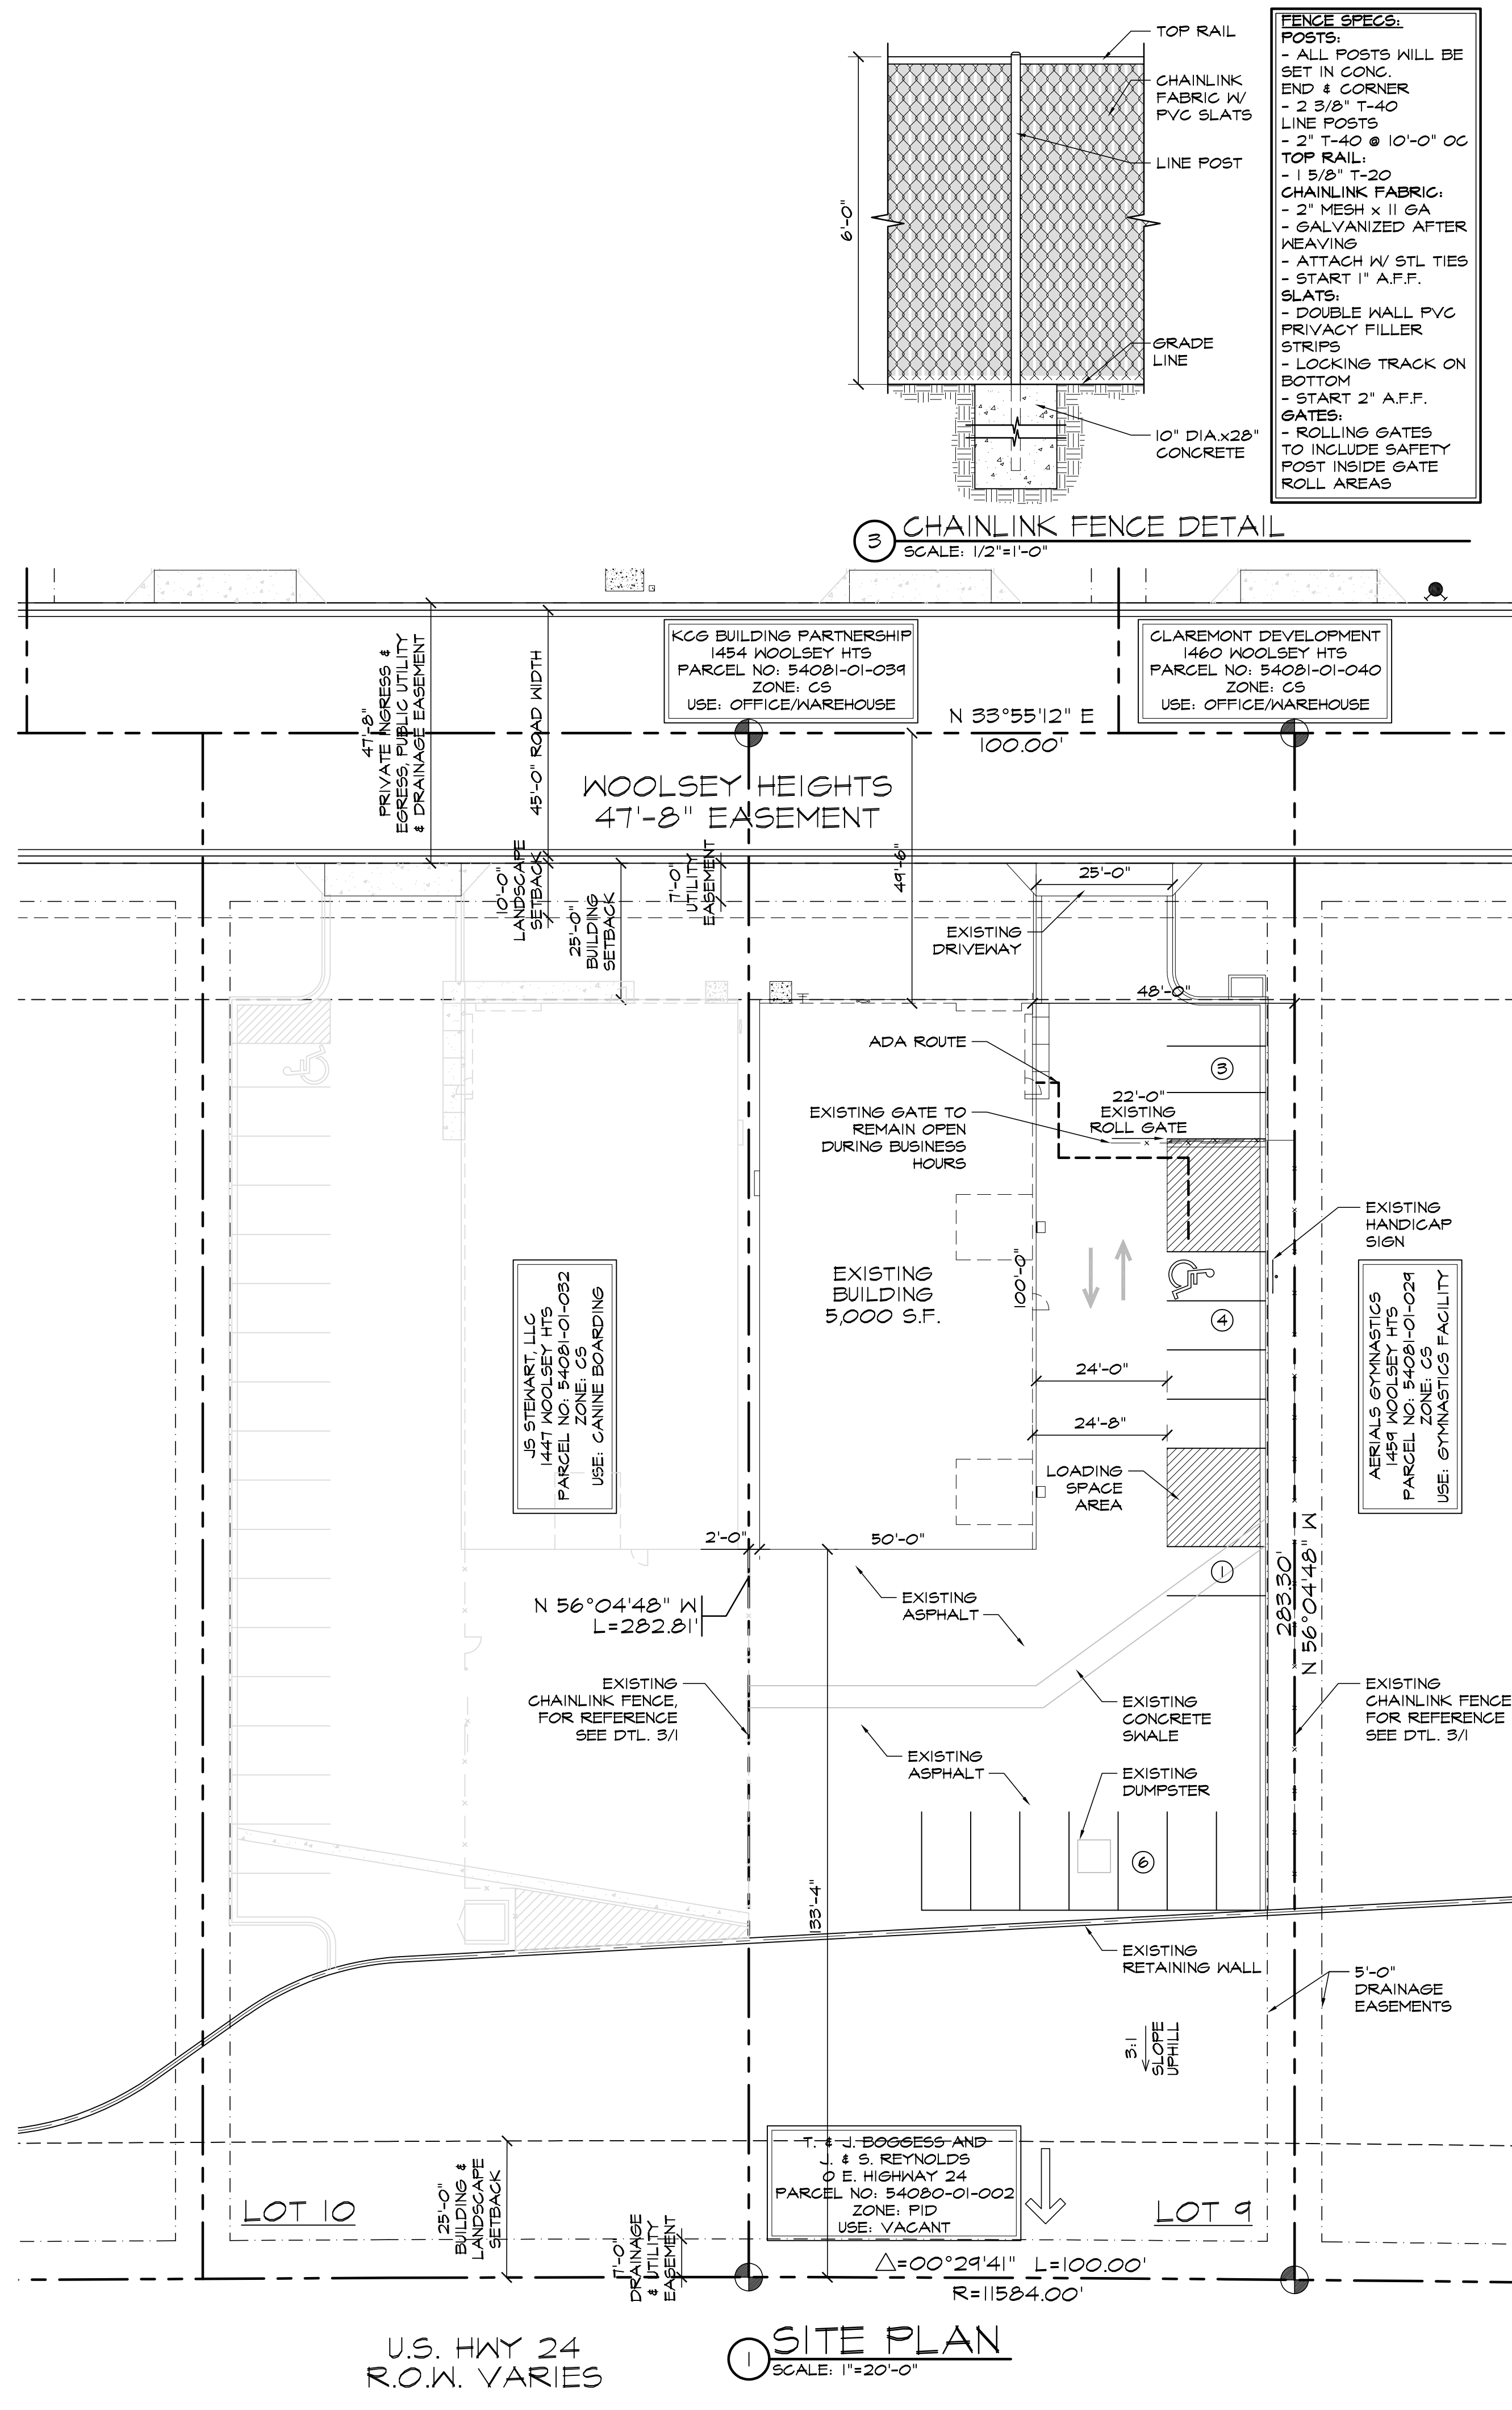 TOP RAIL
CHAINLINK
FABRIC W/
PVC SLATS
LINE POST
6'-0"
GRADE
LINE
10" DIA.x28"
CONCRETE
FENCE SPECS:
POSTS:
- ALL POSTS WILL BE
SET IN CONC.
END & CORNER
- 2 3/8" T-40
LINE POSTS
- 2" T-40 @ 10'-0" OC
TOP RAIL:
- 1 5/8" T-20
CHAINLINK FABRIC:
- 2" MESH x 11 GA
- GALVANIZED AFTER
WEAVING
- ATTACH W/ STL TIES
- START 1" A.F.F.
SLATS:
- DOUBLE WALL PVC
PRIVACY FILLER
STRIPS
- LOCKING TRACK ON
BOTTOM
- START 2" A.F.F.
GATES:
- ROLLING GATES
TO INCLUDE SAFETY
POST INSIDE GATE
ROLL AREAS
3 CHAINLINK FENCE DETAIL
SCALE: 1/2"=1'-0"
47'-8"
PRIVATE INGRESS &
EGRESS, PUBLIC UTILITY
& DRAINAGE EASEMENT
45'-0" ROAD WIDTH
KCG BUILDING PARTNERSHIP
1454 WOOLSEY HTS
PARCEL NO: 54081-01-039
ZONE: CS
USE: OFFICE/WAREHOUSE
CLAREMONT DEVELOPMENT
1460 WOOLSEY HTS
PARCEL NO: 54081-01-040
ZONE: CS
USE: OFFICE/WAREHOUSE
N 33°55'12" E
100.00'
WOOLSEY HEIGHTS
47'-8" EASEMENT
10'-0"
LANDSCAPE
SETBACK
25'-0"
BUILDING
SETBACK
7'-0"
UTILITY
EASEMENT
49'-6"
25'-0"
EXISTING
DRIVEWAY
48'-0"
ADA ROUTE
3
22'-0"
EXISTING
ROLL GATE
EXISTING GATE TO
REMAIN OPEN
DURING BUSINESS
HOURS
EXISTING
HANDICAP
SIGN
EXISTING
BUILDING
5,000 S.F.
100'-0"
4
JS STEWART, LLC
1447 WOOLSEY HTS
PARCEL NO: 54081-01-032
ZONE: CS
USE: CANINE BOARDING
AERIALS GYMNASTICS
1459 WOOLSEY HTS
PARCEL NO: 54081-01-029
ZONE: CS
USE: GYMNASTICS FACILITY
24'-0"
24'-8"
LOADING
SPACE
AREA
2'-0"
50'-0"
1
N 56°04'48" W
L=282.81'
283.30'
N 56°04'48" W
EXISTING
ASPHALT
EXISTING
CHAINLINK FENCE,
FOR REFERENCE
SEE DTL. 3/1
EXISTING
CONCRETE
SWALE
EXISTING
CHAINLINK FENCE
FOR REFERENCE
SEE DTL. 3/1
EXISTING
ASPHALT
EXISTING
DUMPSTER
6
133'-4"
EXISTING
RETAINING WALL
5'-0"
DRAINAGE
EASEMENTS
3:1
SLOPE
UPHILL
T. & J. BOGGESS AND
J. & S. REYNOLDS
0 E. HIGHWAY 24
PARCEL NO: 54080-01-002
ZONE: PID
USE: VACANT
LOT 10
25'-0"
BUILDING &
LANDSCAPE
SETBACK
LOT 9
7'-0"
DRAINAGE
& UTILITY
EASEMENT
△=00°29'41" L=100.00'
R=11584.00'
U.S. HWY 24
R.O.W. VARIES
1 SITE PLAN
SCALE: 1"=20'-0"